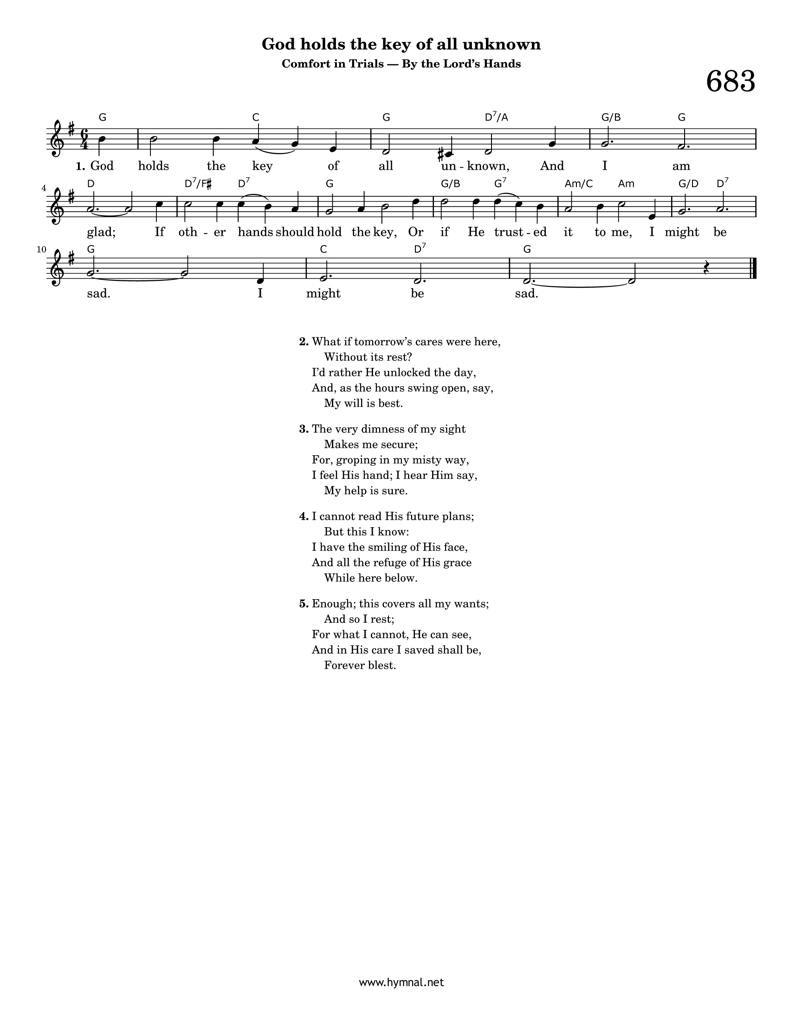 God holds the key of all unknown
Comfort in Trials — By the Lord's Hands
683
G C G D7/A G/B G
6
4
1. God holds the key of all un - known, And I am
4
D D7/F♯ D7 G G/B G7 Am/C Am G/D D7
glad; If oth - er hands should hold the key, Or if He trust - ed it to me, I might be
10
G C D7 G
sad. I might be sad.
2. What if tomorrow's cares were here,
Without its rest?
I'd rather He unlocked the day,
And, as the hours swing open, say,
My will is best.
3. The very dimness of my sight
Makes me secure;
For, groping in my misty way,
I feel His hand; I hear Him say,
My help is sure.
4. I cannot read His future plans;
But this I know:
I have the smiling of His face,
And all the refuge of His grace
While here below.
5. Enough; this covers all my wants;
And so I rest;
For what I cannot, He can see,
And in His care I saved shall be,
Forever blest.
www.hymnal.net